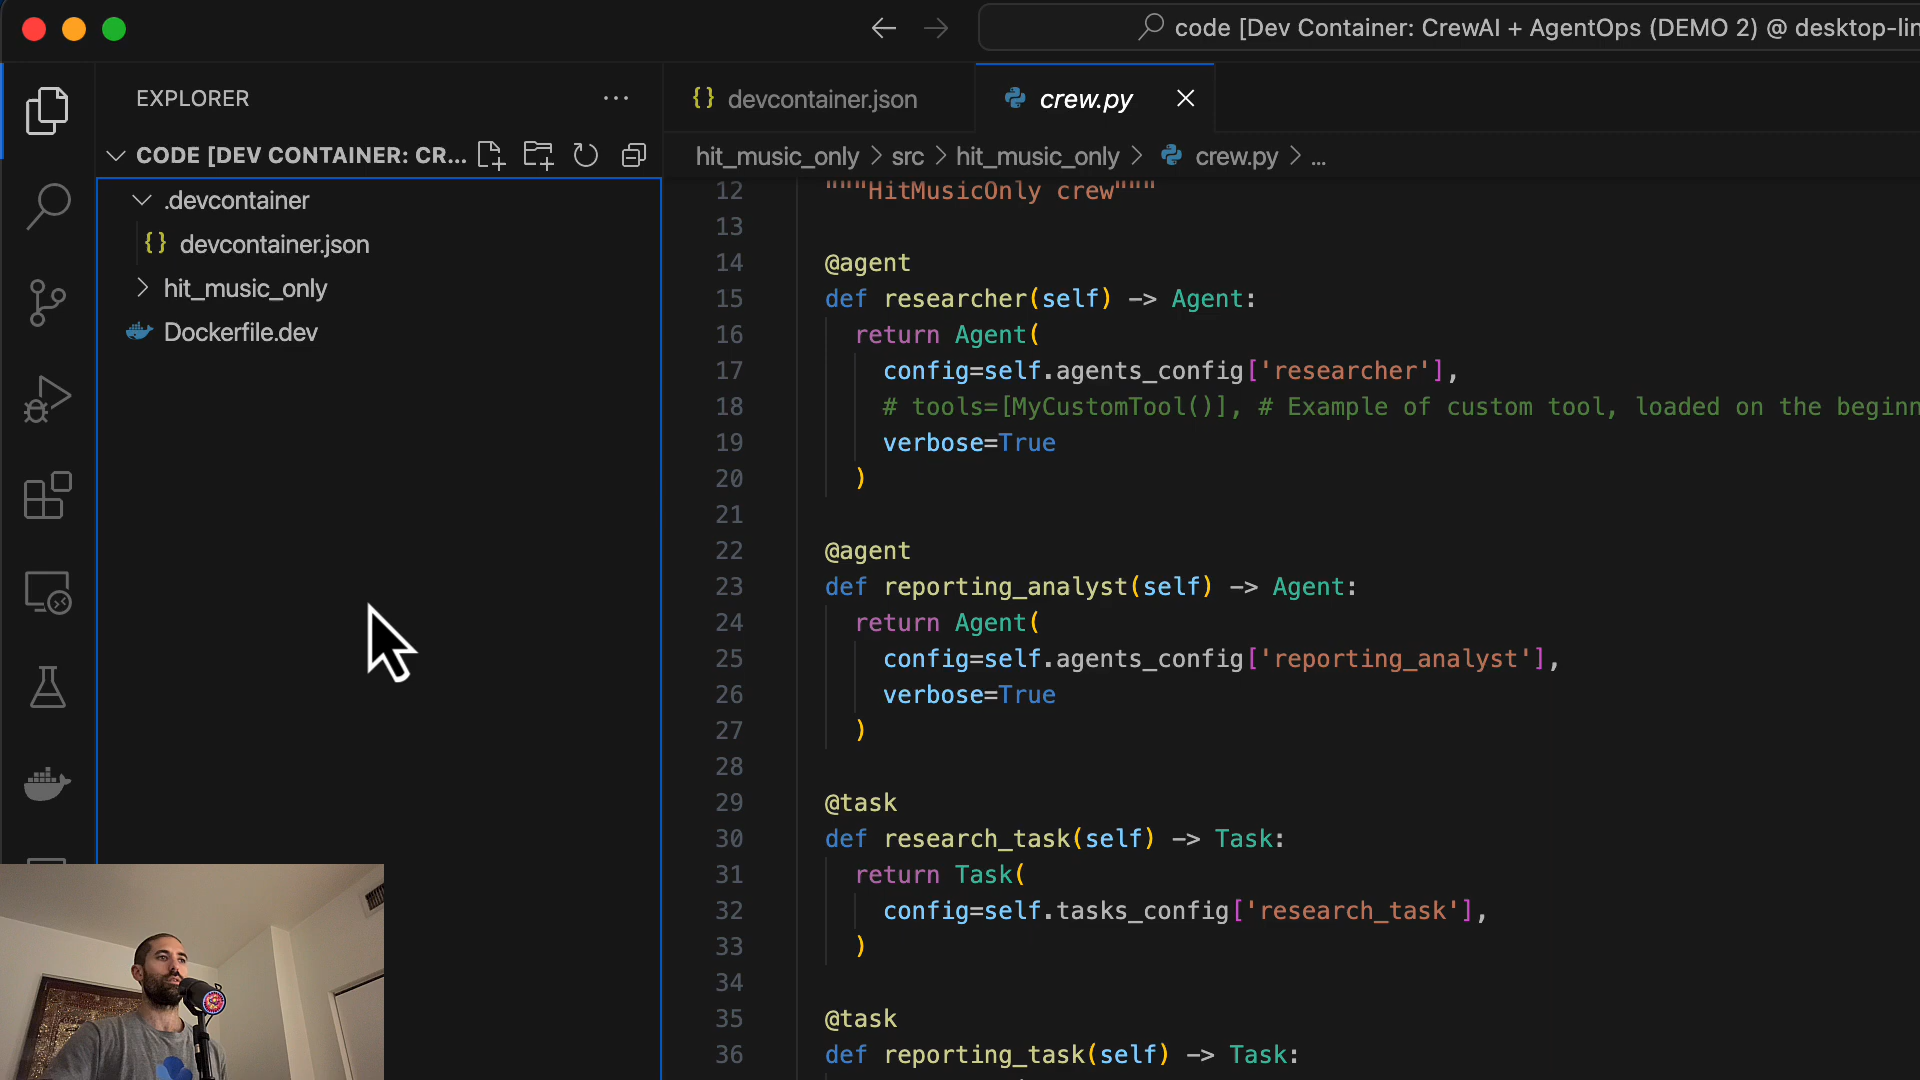 code [Dev Container: CrewAI + AgentOps (DEMO 2) @ desktop-lin
EXPLORER
CODE [DEV CONTAINER: CR...
.devcontainer
{} devcontainer.json
hit_music_only
Dockerfile.dev
{} devcontainer.json
crew.py
hit_music_only > src > hit_music_only > crew.py > ...
12 """HitMusicOnly crew"""
13
14 @agent
15 def researcher(self) -> Agent:
16 return Agent(
17 config=self.agents_config['researcher'],
18 # tools=[MyCustomTool()], # Example of custom tool, loaded on the beginn
19 verbose=True
20 )
21
22 @agent
23 def reporting_analyst(self) -> Agent:
24 return Agent(
25 config=self.agents_config['reporting_analyst'],
26 verbose=True
27 )
28
29 @task
30 def research_task(self) -> Task:
31 return Task(
32 config=self.tasks_config['research_task'],
33 )
34
35 @task
36 def reporting_task(self) -> Task: